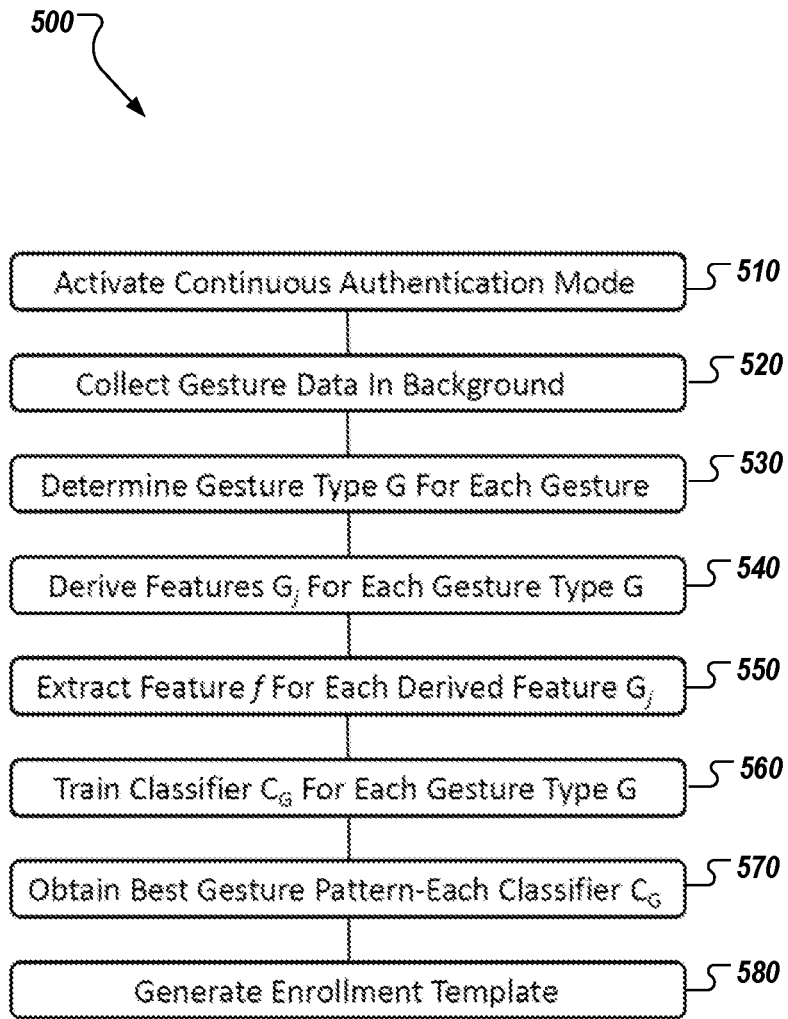 500
Activate Continuous Authentication Mode 510
Collect Gesture Data In Background 520
Determine Gesture Type G For Each Gesture 530
Derive Features Gj For Each Gesture Type G 540
Extract Feature f For Each Derived Feature Gj 550
Train Classifier CG For Each Gesture Type G 560
Obtain Best Gesture Pattern-Each Classifier CG 570
Generate Enrollment Template 580